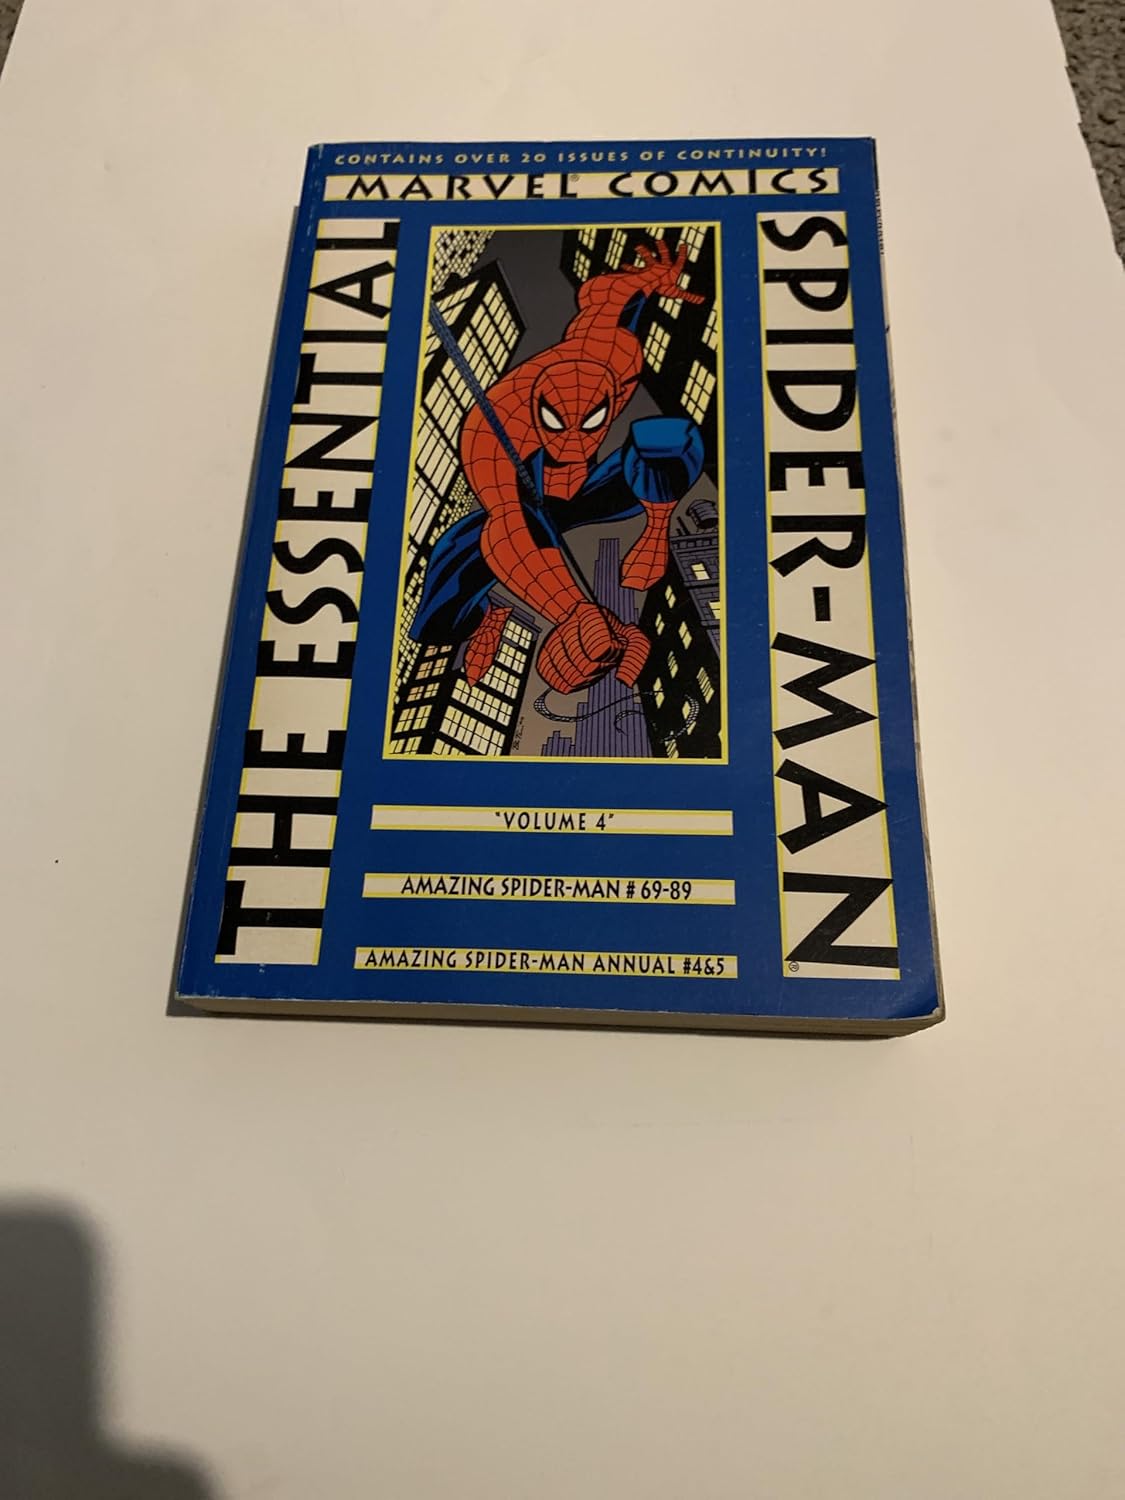 CONTAINS OVER 20 ISSUES OF CONTINUITY!
MARVEL® COMICS
THE ESSENTIAL
SPIDER-MAN®
"VOLUME 4"
AMAZING SPIDER-MAN # 69-89
AMAZING SPIDER-MAN ANNUAL #4&5